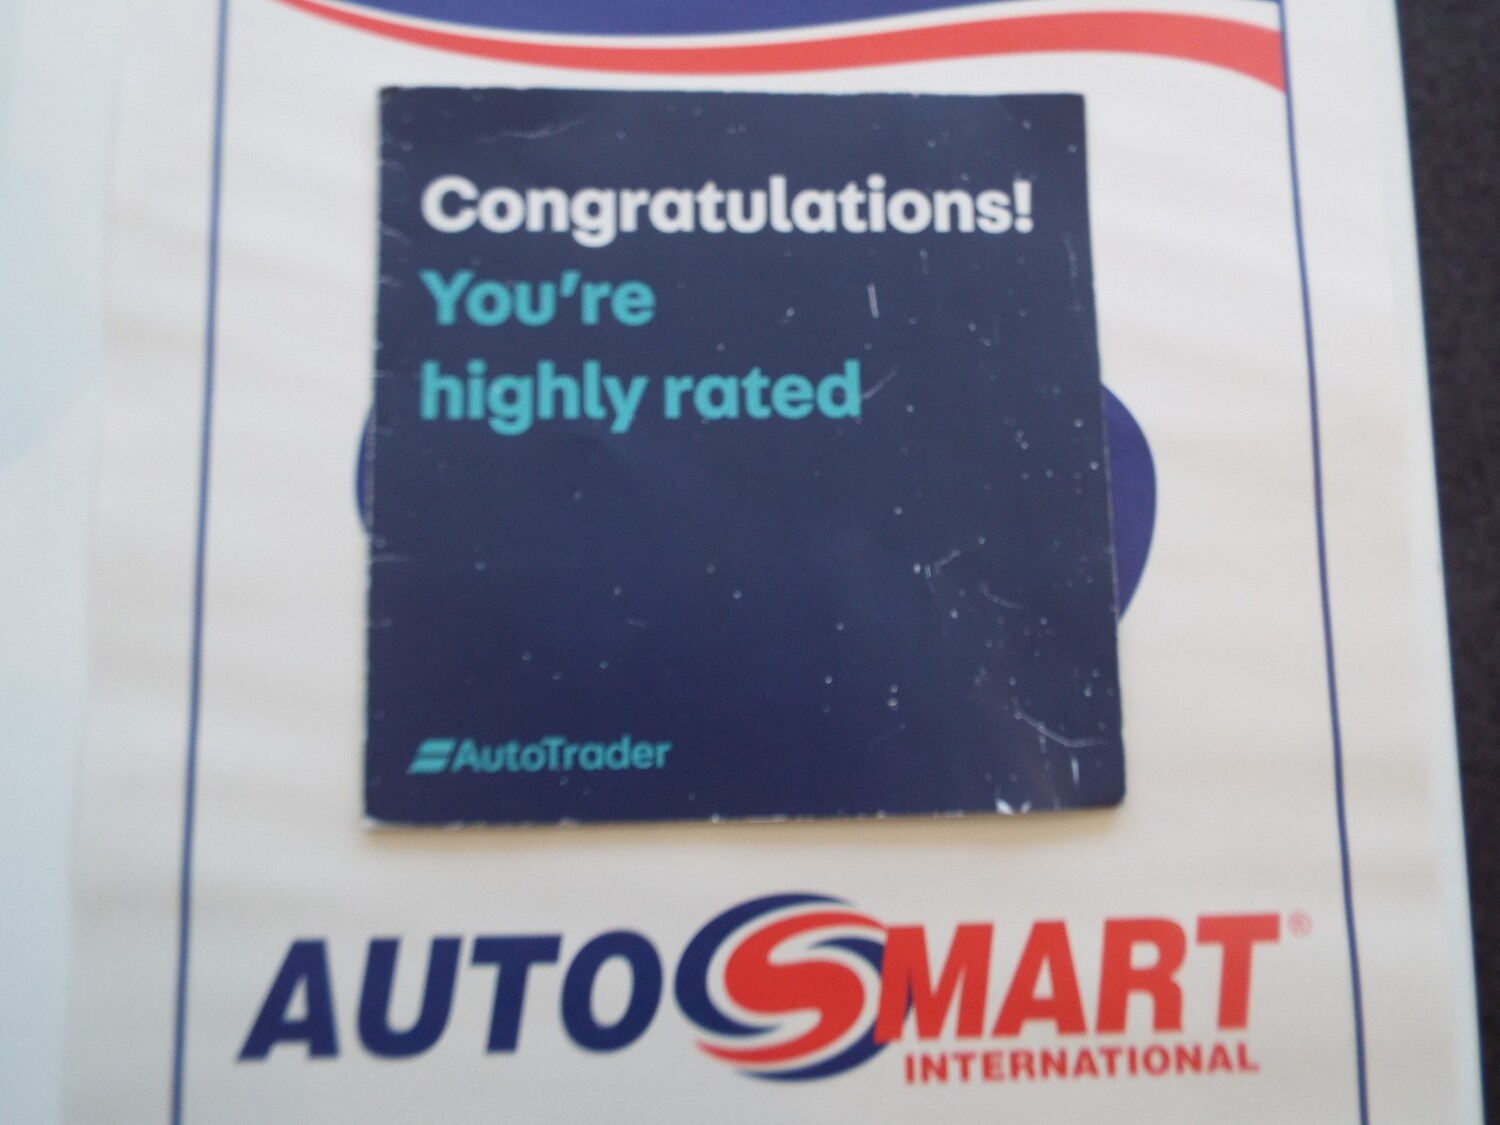 Congratulations!
You're
highly rated
AutoTrader
AUTOSMART®
INTERNATIONAL